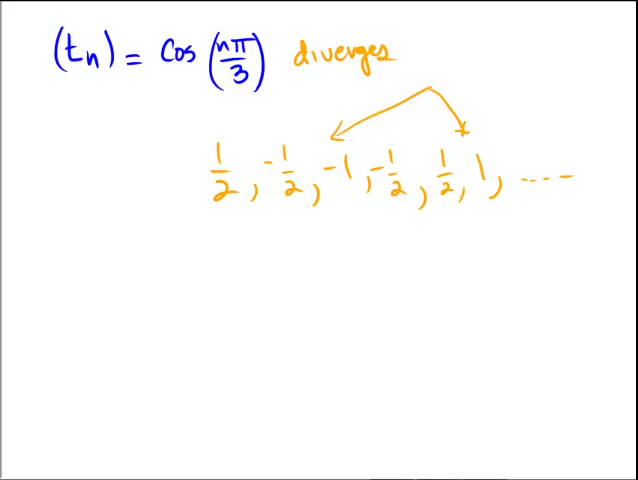 (tn) = Cos (nπ/3) diverges
1/2, -1/2, -1, -1/2, 1/2, 1, ....